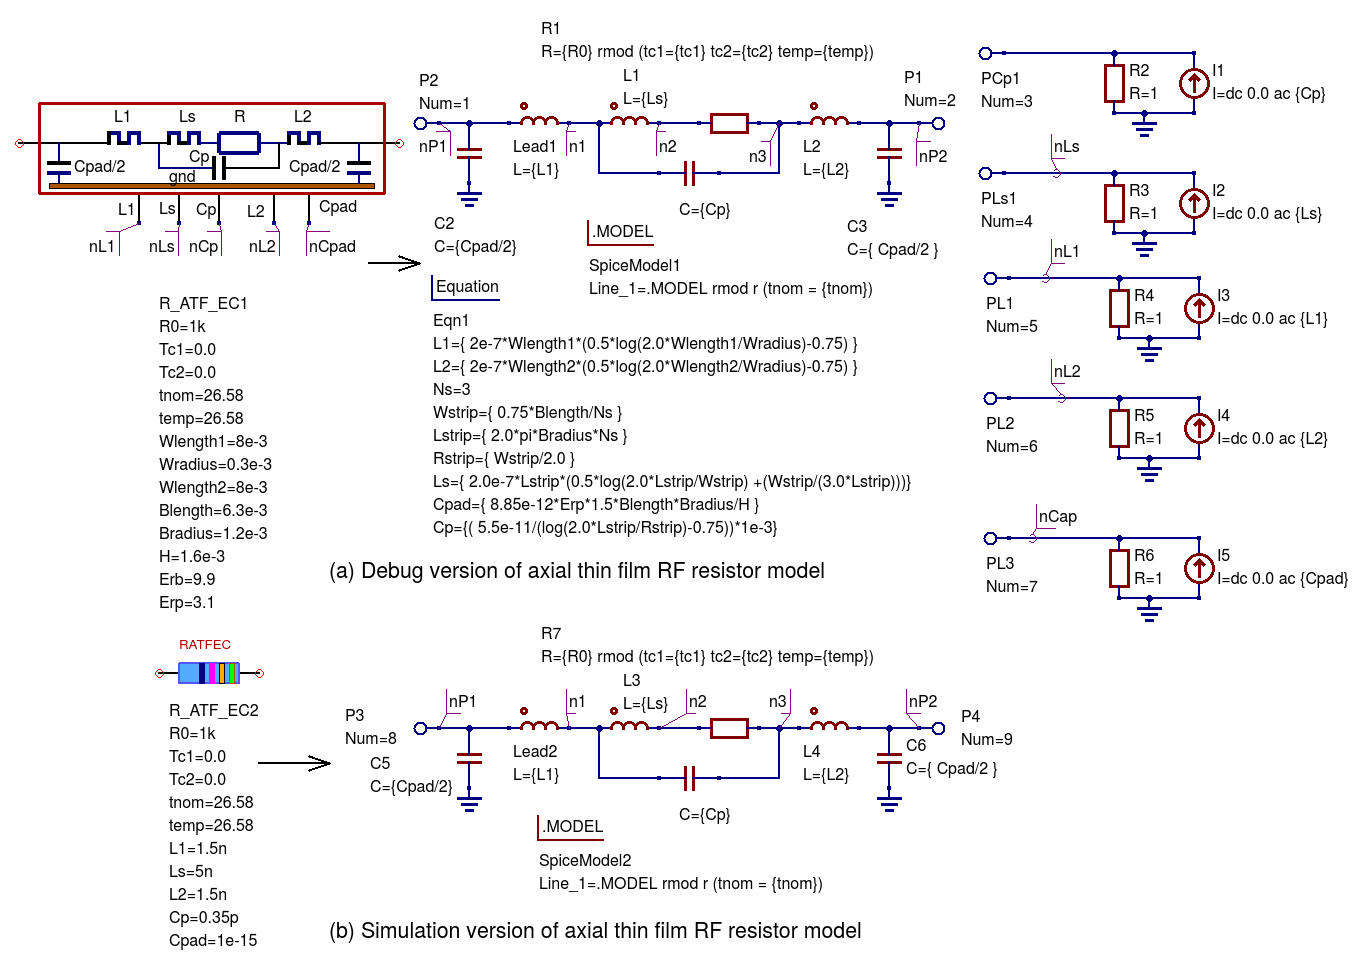 R1
R={R0} rmod (tc1={tc1} tc2={tc2} temp={temp})
P2
Num=1
L1
L={Ls}
P1
Num=2
nP1
Lead1
L={L1}
n1
n2
n3
L2
L={L2}
nP2
C={Cp}
C2
C={Cpad/2}
C3
C={ Cpad/2 }
.MODEL
SpiceModel1
Line_1=.MODEL rmod r (tnom = {tnom})
L1
Ls
R
L2
Cpad/2
Cp
gnd
Cpad/2
L1
Ls
Cp
L2
Cpad
nL1
nLs
nCp
nL2
nCpad
Equation
Eqn1
L1={ 2e-7*Wlength1*(0.5*log(2.0*Wlength1/Wradius)-0.75) }
L2={ 2e-7*Wlength2*(0.5*log(2.0*Wlength2/Wradius)-0.75) }
Ns=3
Wstrip={ 0.75*Blength/Ns }
Lstrip={ 2.0*pi*Bradius*Ns }
Rstrip={ Wstrip/2.0 }
Ls={ 2.0e-7*Lstrip*(0.5*log(2.0*Lstrip/Wstrip) +(Wstrip/(3.0*Lstrip)))}
Cpad={ 8.85e-12*Erp*1.5*Blength*Bradius/H }
Cp={( 5.5e-11/(log(2.0*Lstrip/Rstrip)-0.75))*1e-3}
R_ATF_EC1
R0=1k
Tc1=0.0
Tc2=0.0
tnom=26.58
temp=26.58
Wlength1=8e-3
Wradius=0.3e-3
Wlength2=8e-3
Blength=6.3e-3
Bradius=1.2e-3
H=1.6e-3
Erb=9.9
Erp=3.1
(a) Debug version of axial thin film RF resistor model
PCp1
Num=3
R2
R=1
I1
I=dc 0.0 ac {Cp}
nLs
PLs1
Num=4
R3
R=1
I2
I=dc 0.0 ac {Ls}
nL1
PL1
Num=5
R4
R=1
I3
I=dc 0.0 ac {L1}
nL2
PL2
Num=6
R5
R=1
I4
I=dc 0.0 ac {L2}
nCap
PL3
Num=7
R6
R=1
I5
I=dc 0.0 ac {Cpad}
RATFEC
R_ATF_EC2
R0=1k
Tc1=0.0
Tc2=0.0
tnom=26.58
temp=26.58
L1=1.5n
Ls=5n
L2=1.5n
Cp=0.35p
Cpad=1e-15
R7
R={R0} rmod (tc1={tc1} tc2={tc2} temp={temp})
L3
L={Ls}
nP1
n1
n2
n3
nP2
P3
Num=8
P4
Num=9
C5
C={Cpad/2}
Lead2
L={L1}
L4
L={L2}
C6
C={ Cpad/2 }
C={Cp}
.MODEL
SpiceModel2
Line_1=.MODEL rmod r (tnom = {tnom})
(b) Simulation version of axial thin film RF resistor model